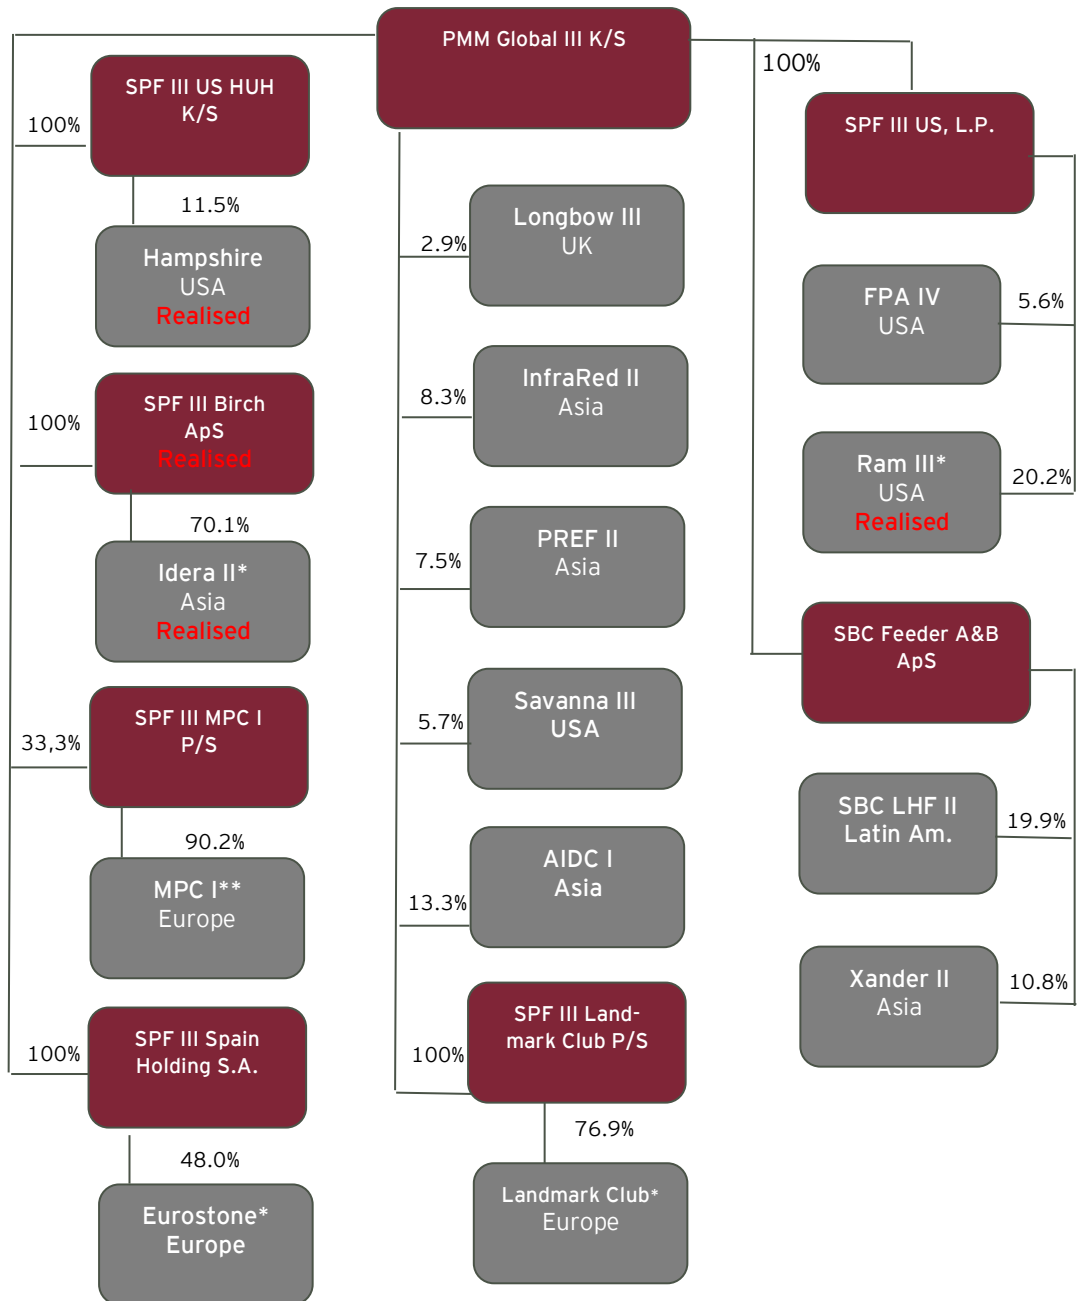 PMM Global III K/S
100%
SPF III US HUH
K/S
100%
11.5%
Hampshire
USA
Realised
SPF III Birch
ApS
Realised
100%
70.1%
Idera II*
Asia
Realised
SPF III MPC I
P/S
33,3%
90.2%
MPC I**
Europe
SPF III Spain
Holding S.A.
100%
48.0%
Eurostone*
Europe
Longbow III
UK
2.9%
InfraRed II
Asia
8.3%
PREF II
Asia
7.5%
Savanna III
USA
5.7%
AIDC I
Asia
13.3%
SPF III Land-
mark Club P/S
100%
76.9%
Landmark Club*
Europe
SPF III US, L.P.
FPA IV
USA
5.6%
Ram III*
USA
Realised
20.2%
SBC Feeder A&B
ApS
SBC LHF II
Latin Am.
19.9%
Xander II
Asia
10.8%